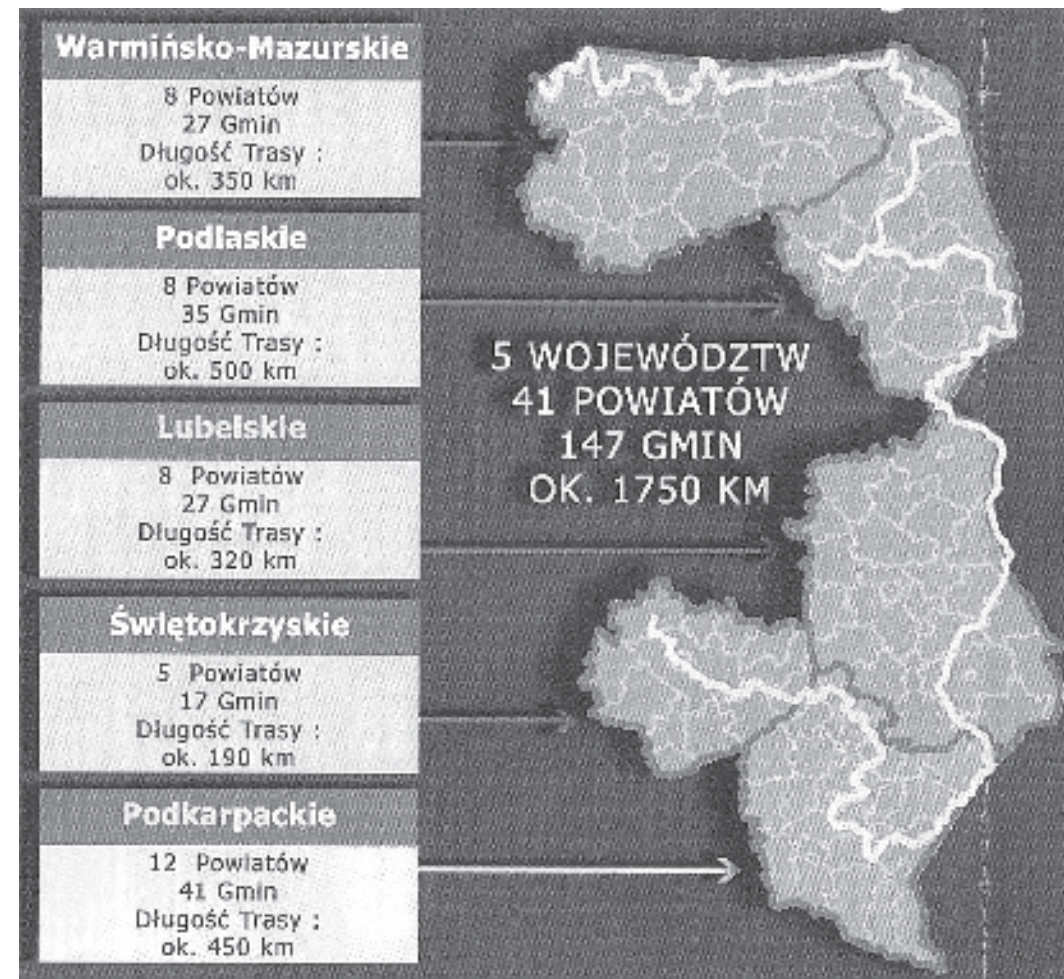 Warmińsko-Mazurskie
8 Powiatów
27 Gmin
Długość Trasy :
ok. 350 km
Podlaskie
8 Powiatów
35 Gmin
Długość Trasy :
ok. 500 km
Lubelskie
8 Powiatów
27 Gmin
Długość Trasy :
ok. 320 km
Świętokrzyskie
5 Powiatów
17 Gmin
Długość Trasy :
ok. 190 km
Podkarpackie
12 Powiatów
41 Gmin
Długość Trasy :
ok. 450 km
5 WOJEWÓDZTW
41 POWIATÓW
147 GMIN
OK. 1750 KM